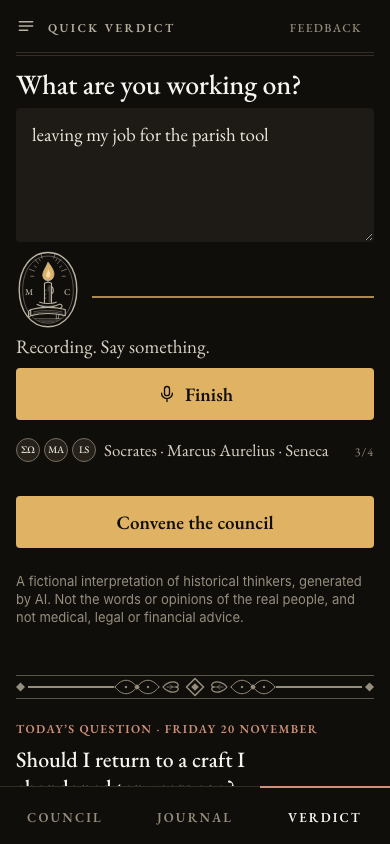 QUICK VERDICT
FEEDBACK
What are you working on?
leaving my job for the parish tool
M C
Recording. Say something.
Finish
ΣΩ MA LS Socrates · Marcus Aurelius · Seneca 3/4
Convene the council
A fictional interpretation of historical thinkers, generated
by AI. Not the words or opinions of the real people, and
not medical, legal or financial advice.
TODAY'S QUESTION · FRIDAY 20 NOVEMBER
Should I return to a craft I
COUNCIL JOURNAL VERDICT